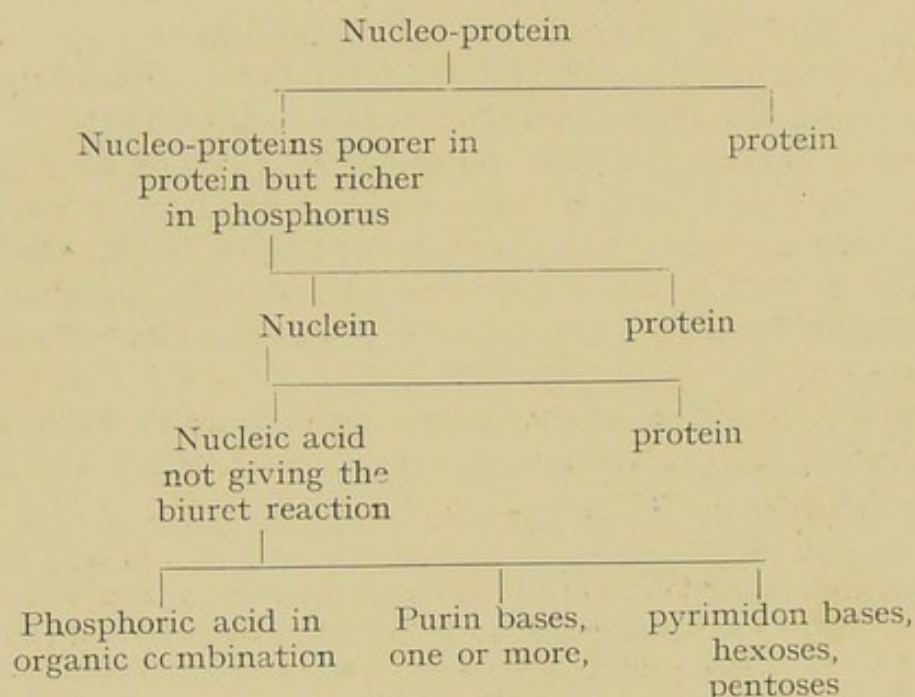 Nucleo-protein
Nucleo-proteins poorer in
protein but richer
in phosphorus
protein
Nuclein
protein
Nucleic acid
not giving the
biuret reaction
protein
Phosphoric acid in
organic combination
Purin bases,
one or more,
pyrimidon bases,
hexoses,
pentoses